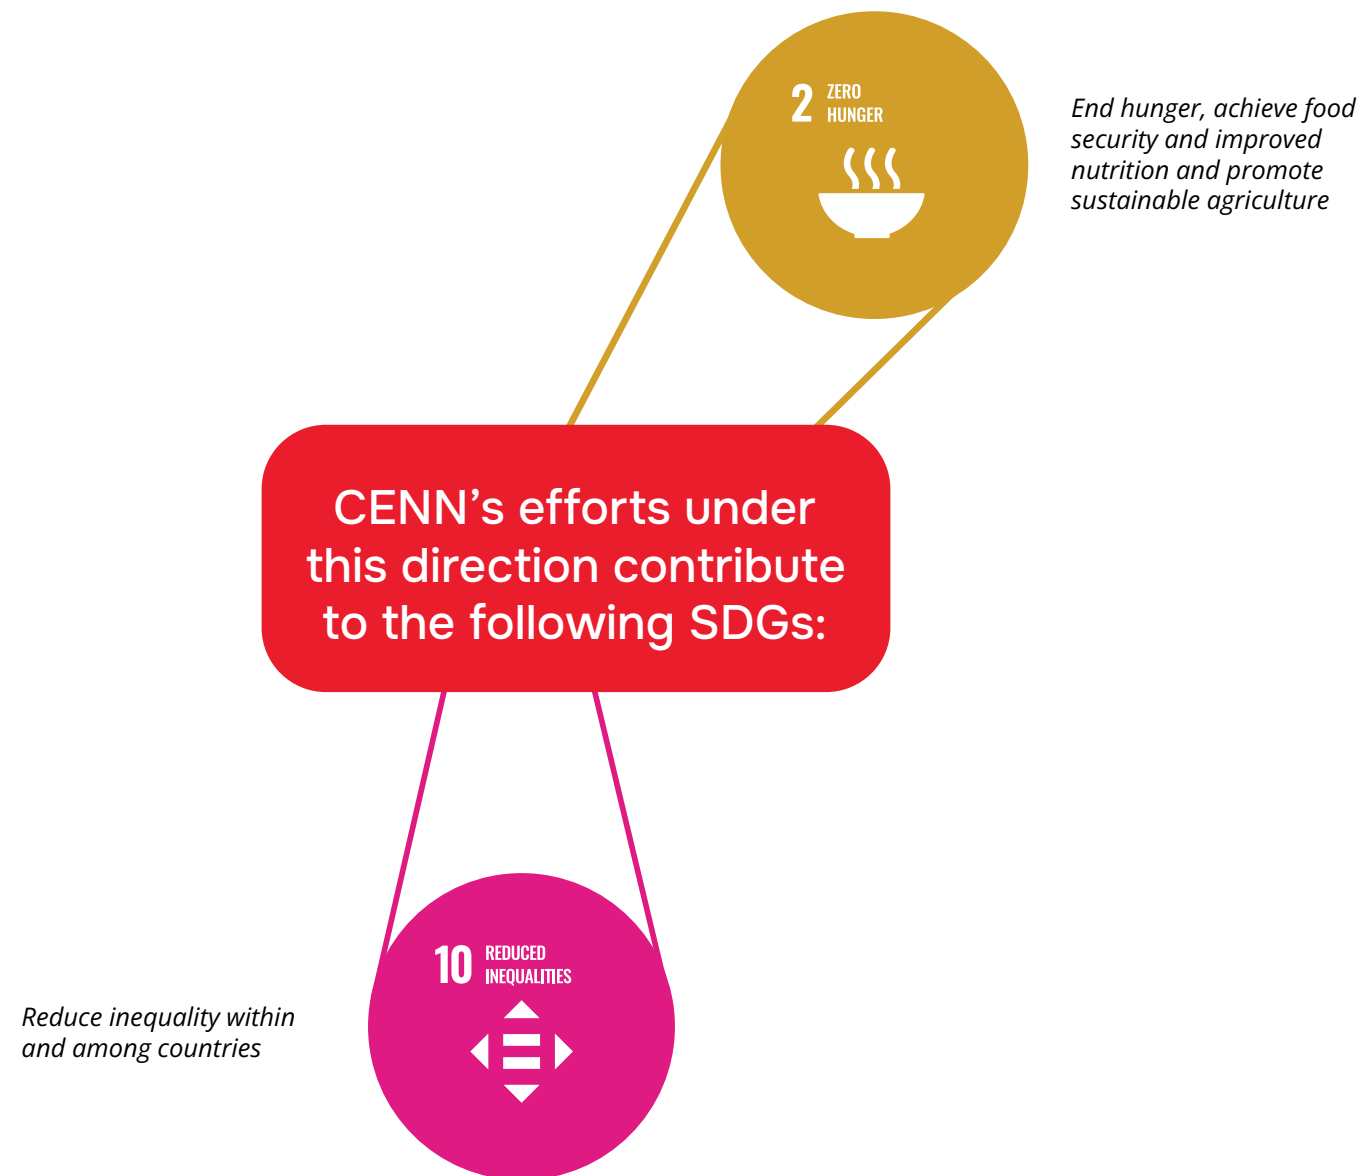 2 ZERO
HUNGER
End hunger, achieve food
security and improved
nutrition and promote
sustainable agriculture
CENN’s efforts under
this direction contribute
to the following SDGs:
10 REDUCED
INEQUALITIES
Reduce inequality within
and among countries